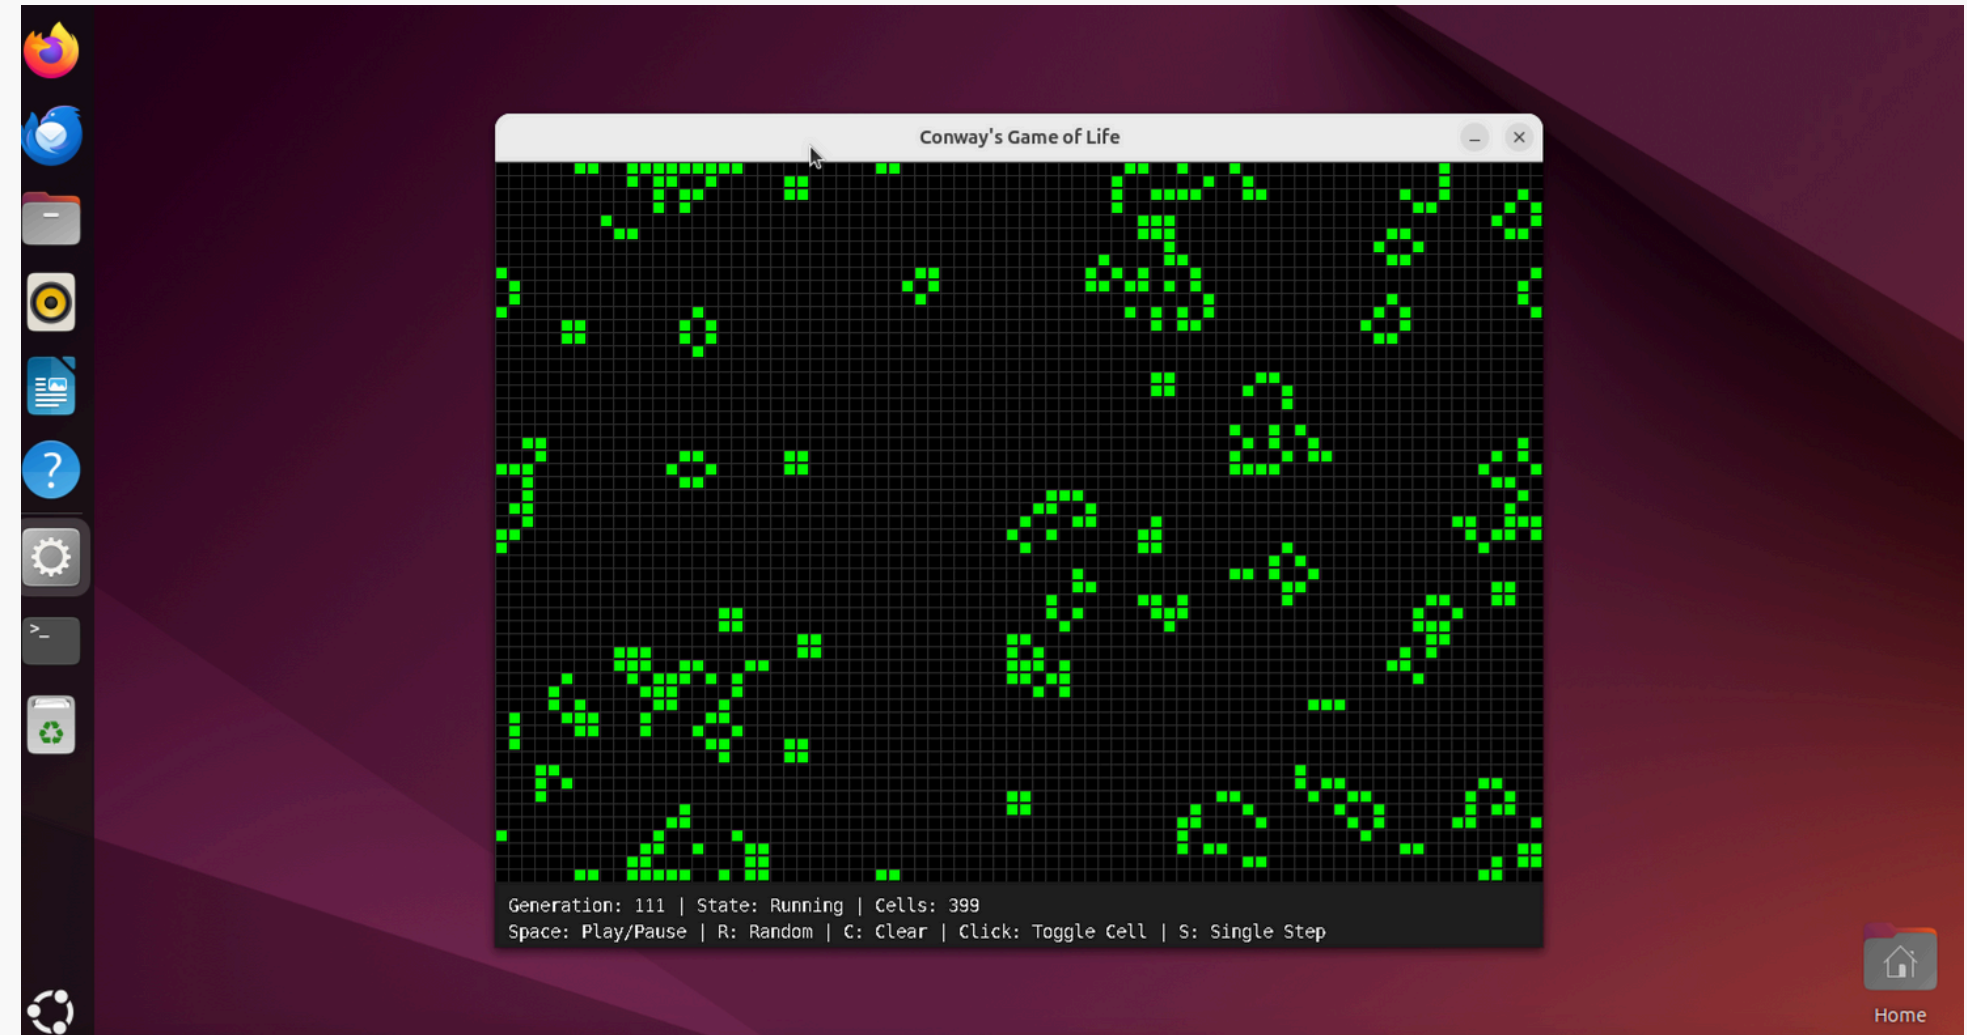 Conway's Game of Life
Generation: 111 | State: Running | Cells: 399
Space: Play/Pause | R: Random | C: Clear | Click: Toggle Cell | S: Single Step
Home